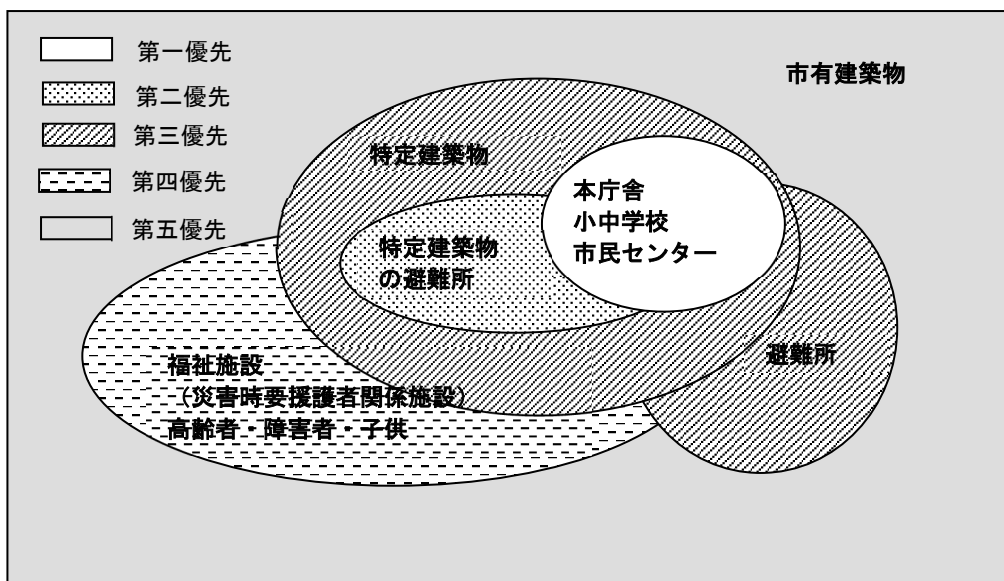 第一優先
第二優先
第三優先
第四優先
第五優先
市有建築物
特定建築物
本庁舎
小中学校
市民センター
特定建築物
の避難所
避難所
福祉施設
（災害時要援護者関係施設）
高齢者・障害者・子供